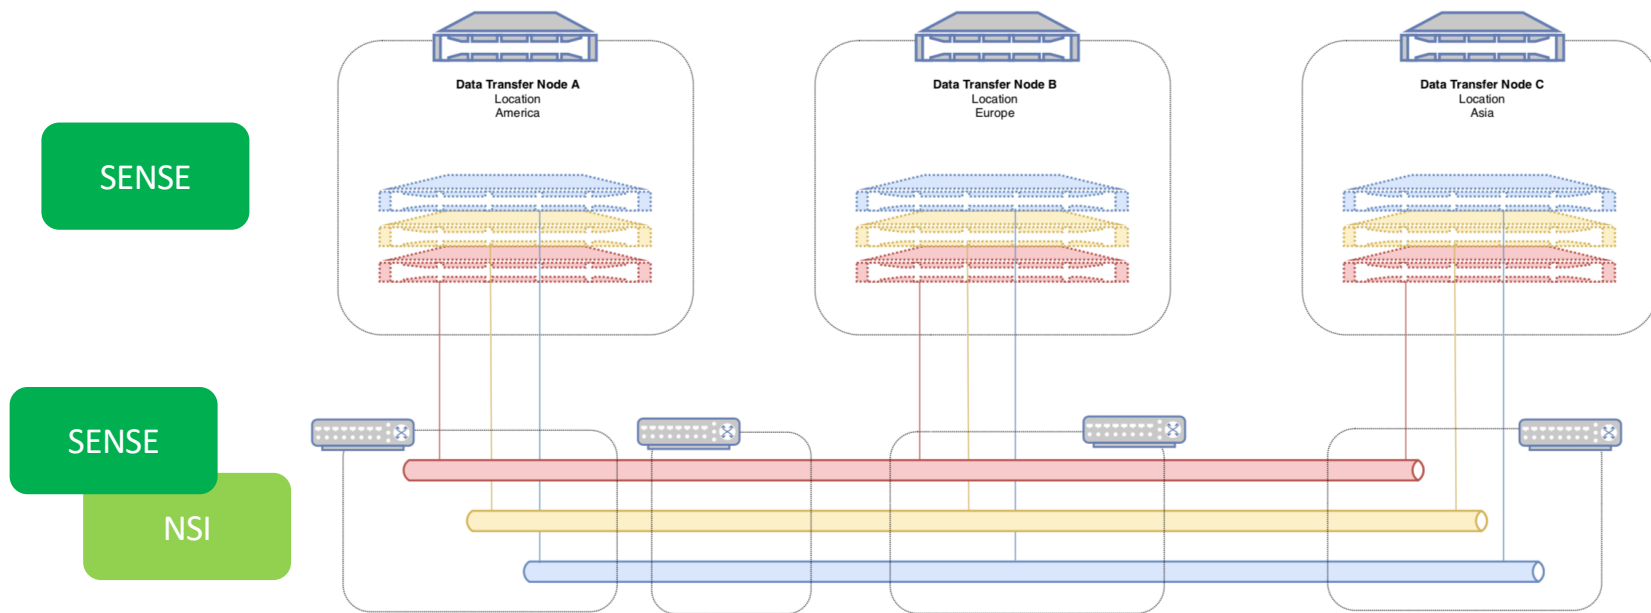 Data Transfer Node A
Location
America
Data Transfer Node B
Location
Europe
Data Transfer Node C
Location
Asia
SENSE
SENSE
NSI